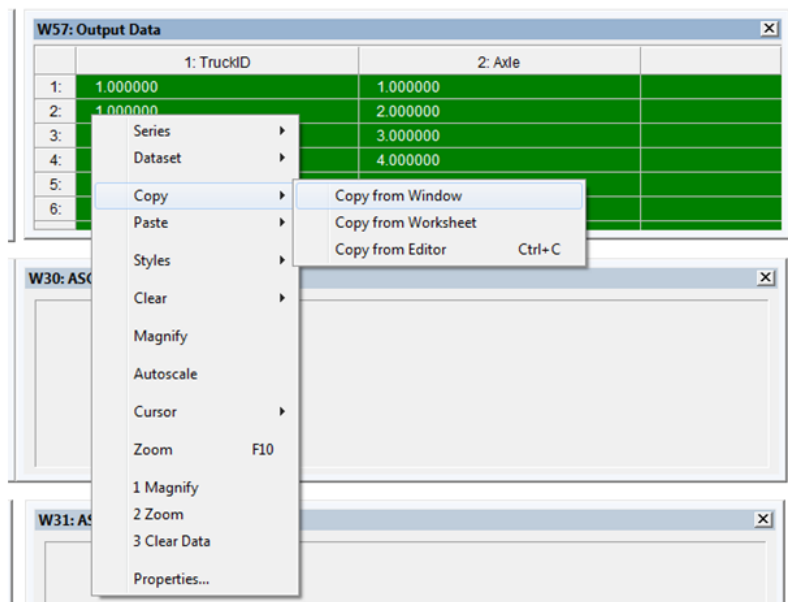 W57: Output Data
1: TruckID 2: Axle
1: 1.000000 1.000000
2: 1.000000 2.000000
3: 3.000000
4: 4.000000
5:
6:
Series
Dataset
Copy
Paste
Styles
Clear
Magnify
Autoscale
Cursor
Zoom F10
1 Magnify
2 Zoom
3 Clear Data
Properties...
Copy from Window
Copy from Worksheet
Copy from Editor Ctrl+C
W30:
W31: